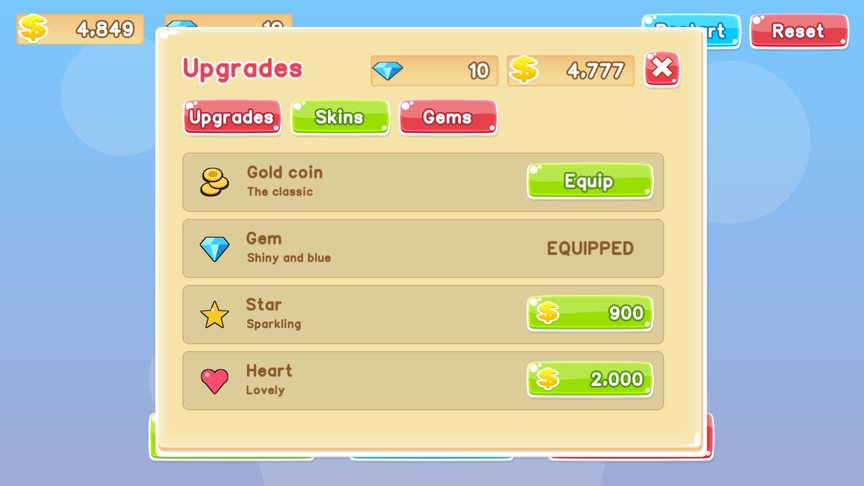 4,849
Reset
Upgrades
10
4,777
Upgrades
Skins
Gems
Gold coin
The classic
Equip
Gem
Shiny and blue
EQUIPPED
Star
Sparkling
900
Heart
Lovely
2,000